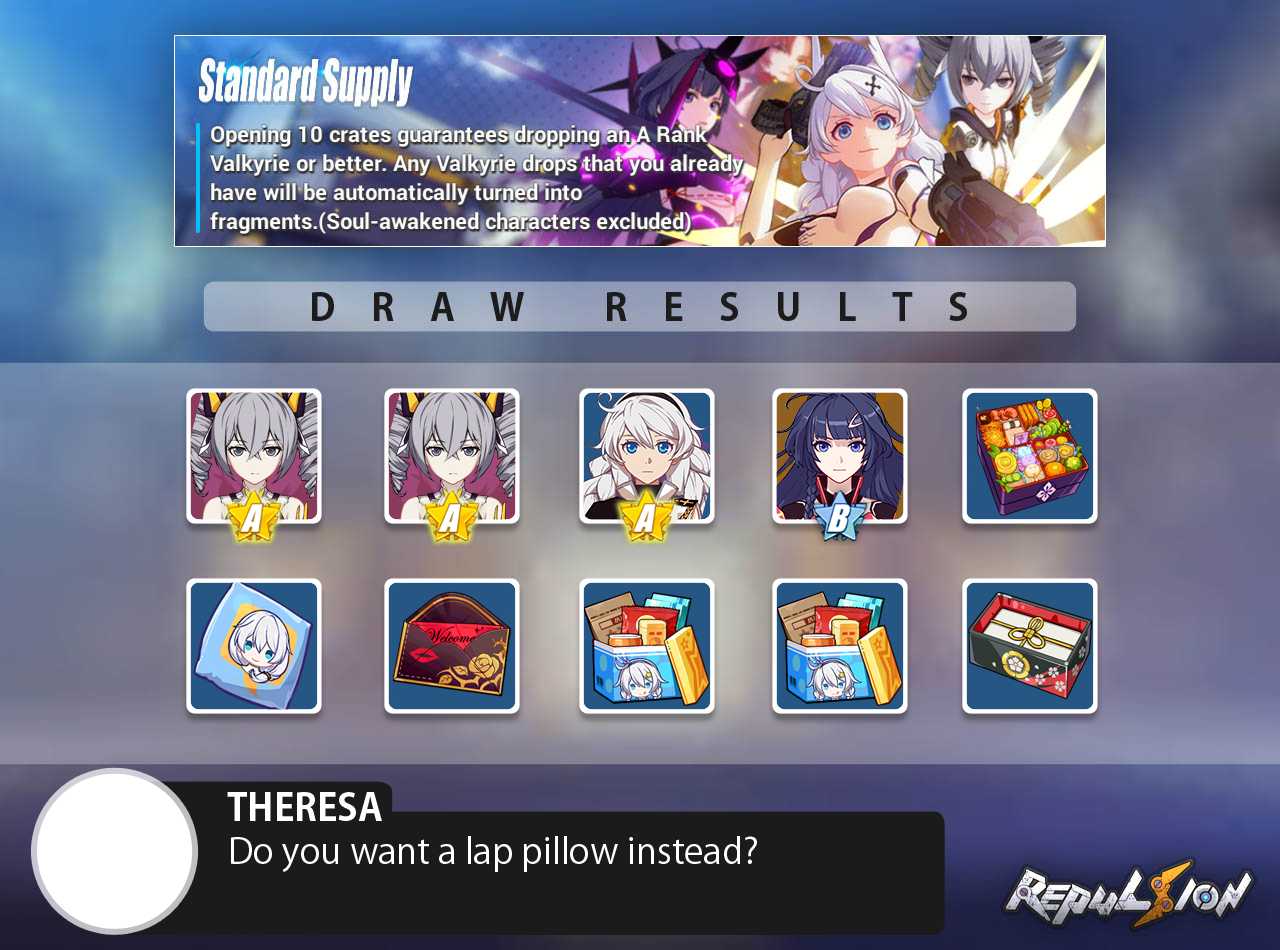 Standard Supply
Opening 10 crates guarantees dropping an A Rank
Valkyrie or better. Any Valkyrie drops that you already
have will be automatically turned into
fragments.(Soul-awakened characters excluded)
DRAW RESULTS
A A A B
Welcome
THERESA
Do you want a lap pillow instead?
REPULSION